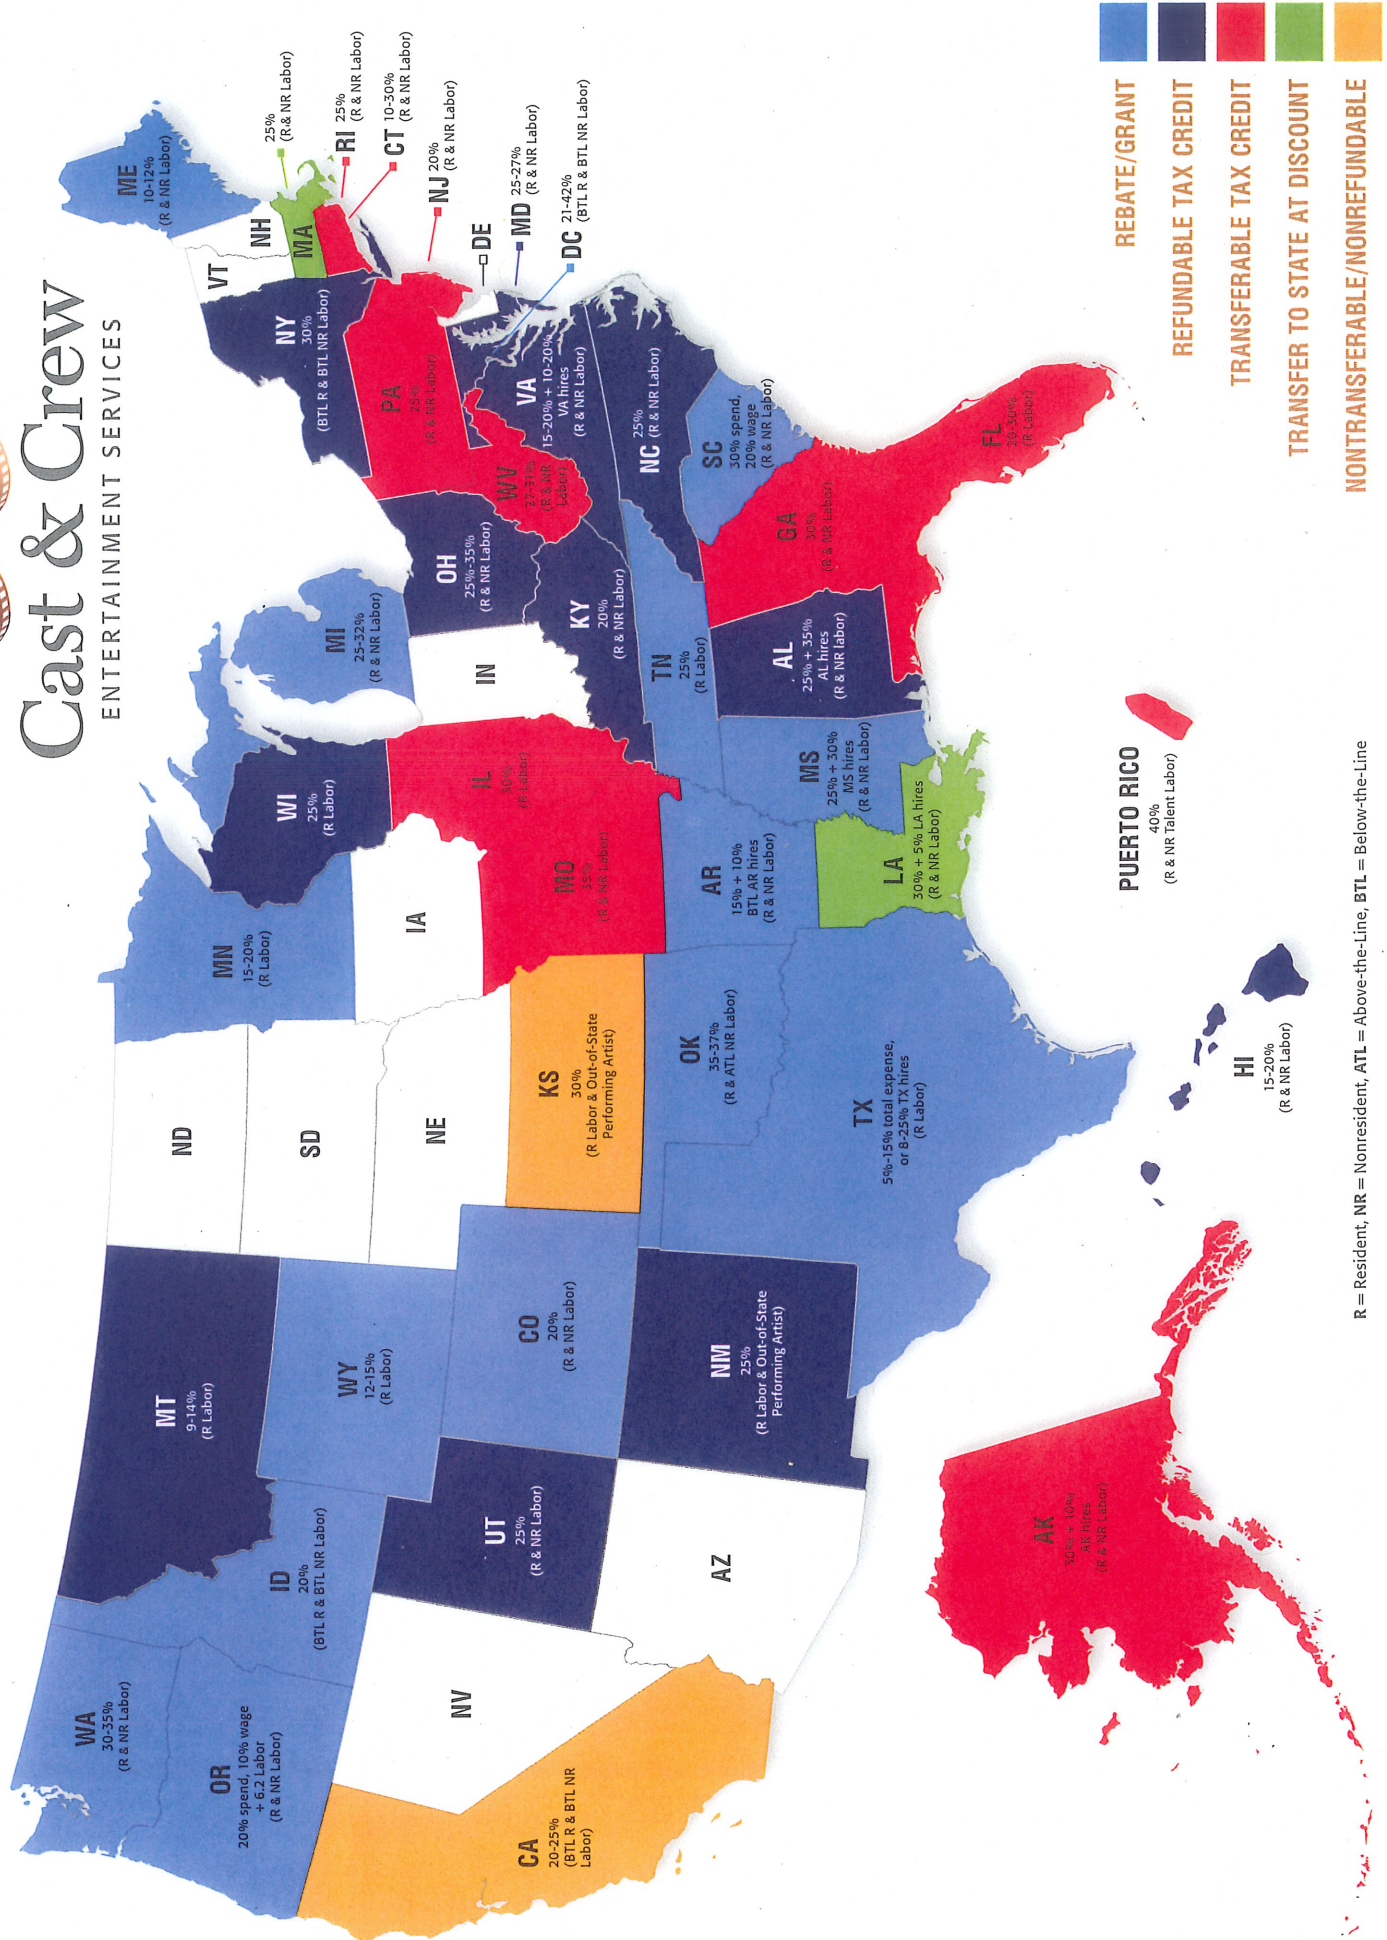 Cast & Crew
ENTERTAINMENT SERVICES
WA
30-35%
(R & NR Labor)
OR
20% spend, 10% wage
+ 6.2 Labor
(R & NR Labor)
CA
20-25%
(BTL R & BTL NR
Labor)
NV
ID
20%
(BTL R & BTL NR Labor)
MT
9-14%
(R Labor)
WY
12-15%
(R Labor)
UT
25%
(R & NR Labor)
AZ
CO
20%
(R & NR Labor)
NM
25%
(R Labor & Out-of-State
Performing Artist)
ND
SD
NE
KS
30%
(R Labor & Out-of-State
Performing Artist)
OK
35-37%
(R & ATL NR Labor)
TX
5%-15% total expense,
or 8-25% TX hires
(R Labor)
MN
15-20%
(R Labor)
IA
MO
35%
(R & NR Labor)
AR
15% + 10%
BTL AR hires
(R & NR Labor)
LA
30% + 5% LA hires
(R & NR Labor)
WI
25%
(R Labor)
IL
30%
(R Labor)
MS
25% + 30%
MS hires
(R & NR Labor)
MI
25-32%
(R & NR Labor)
IN
OH
25%-35%
(R & NR Labor)
KY
20%
(R & NR Labor)
TN
25%
(R Labor)
AL
25% + 35%
AL hires
(R & NR labor)
GA
30%
(R & NR Labor)
FL
20-30%
(R Labor)
SC
30% spend,
20% wage
(R & NR Labor)
NC 25%
(R & NR Labor)
VA
15-20% + 10-20%
VA hires
(R & NR Labor)
WV
27-31%
(R & NR
Labor)
PA
25%
(R & NR Labor)
NY
30%
(BTL R & BTL NR Labor)
VT
NH
ME
10-12%
(R & NR Labor)
MA
25%
(R & NR Labor)
RI 25%
(R & NR Labor)
CT 10-30%
(R & NR Labor)
NJ 20%
(R & NR Labor)
DE
MD 25-27%
(R & NR Labor)
DC 21-42%
(BTL R & BTL NR Labor)
AK
30% + 10%
AK hires
(R & NR Labor)
HI
15-20%
(R & NR Labor)
PUERTO RICO
40%
(R & NR Talent Labor)
REBATE/GRANT
REFUNDABLE TAX CREDIT
TRANSFERABLE TAX CREDIT
TRANSFER TO STATE AT DISCOUNT
NONTRANSFERABLE/NONREFUNDABLE
R = Resident, NR = Nonresident, ATL = Above-the-Line, BTL = Below-the-Line